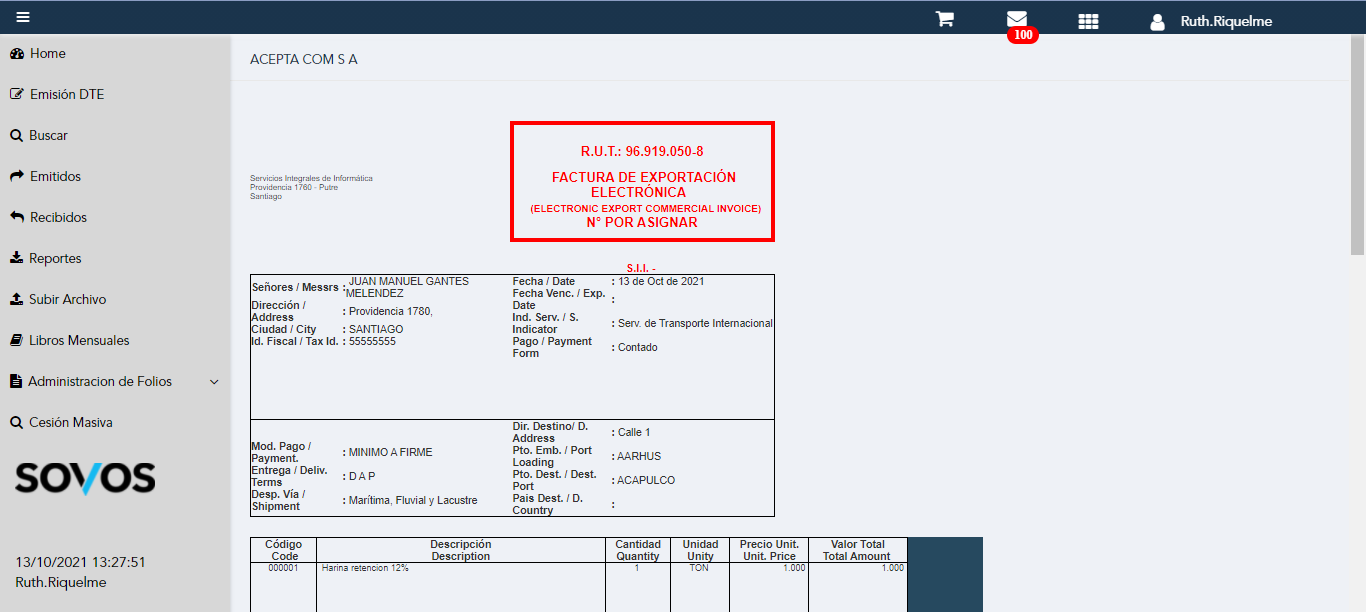 Ruth.Riquelme
100
Home
Emisión DTE
Buscar
Emitidos
Recibidos
Reportes
Subir Archivo
Libros Mensuales
Administracion de Folios
Cesión Masiva
SOVOS
13/10/2021 13:27:51
Ruth.Riquelme
ACEPTA COM S A
Servicios Integrales de Informática
Providencia 1760 - Putre
Santiago
R.U.T.: 96.919.050-8
FACTURA DE EXPORTACIÓN
ELECTRÓNICA
(ELECTRONIC EXPORT COMMERCIAL INVOICE)
N° POR ASIGNAR
S.I.I. -
Señores / Messrs : JUAN MANUEL GANTES
MELENDEZ
Dirección /
Address : Providencia 1780,
Ciudad / City : SANTIAGO
Id. Fiscal / Tax Id. : 55555555
Fecha / Date : 13 de Oct de 2021
Fecha Venc. / Exp.
Date :
Ind. Serv. / S.
Indicator : Serv. de Transporte Internacional
Pago / Payment
Form : Contado
Mod. Pago /
Payment. : MINIMO A FIRME
Entrega / Deliv.
Terms : D A P
Desp. Vía /
Shipment : Marítima, Fluvial y Lacustre
Dir. Destino/ D.
Address : Calle 1
Pto. Emb. / Port
Loading : AARHUS
Pto. Dest. / Dest.
Port : ACAPULCO
Pais Dest. / D.
Country :
Código Descripción Cantidad Unidad Precio Unit. Valor Total
Code Description Quantity Unity Unit. Price Total Amount
000001 Harina retencion 12% 1 TON 1.000 1.000